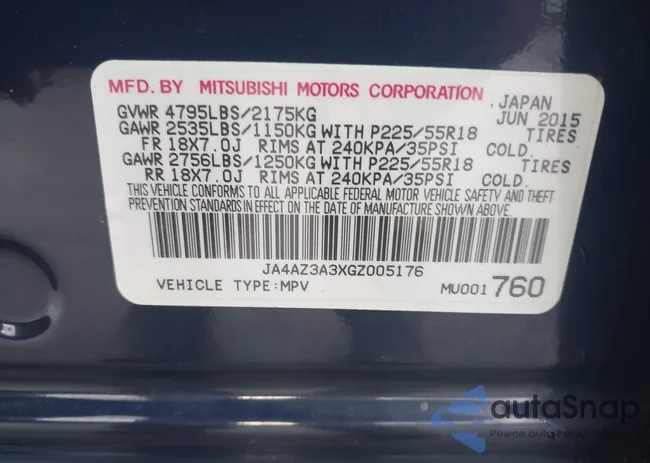 MFD. BY MITSUBISHI MOTORS CORPORATION JAPAN
GVWR 4795LBS/2175KG JUN 2015
GAWR 2535LBS/1150KG WITH P225/55R18 TIRES
FR 18X7.0J RIMS AT 240KPA/35PSI COLD.
GAWR 2756LBS/1250KG WITH P225/55R18 TIRES
RR 18X7.0J RIMS AT 240KPA/35PSI COLD.
THIS VEHICLE CONFORMS TO ALL APPLICABLE FEDERAL MOTOR VEHICLE SAFETY AND THEFT
PREVENTION STANDARDS IN EFFECT ON THE DATE OF MANUFACTURE SHOWN ABOVE.
JA4AZ3A3XGZ005176
VEHICLE TYPE:MPV MU001 760
autaSnap
Pewne auta